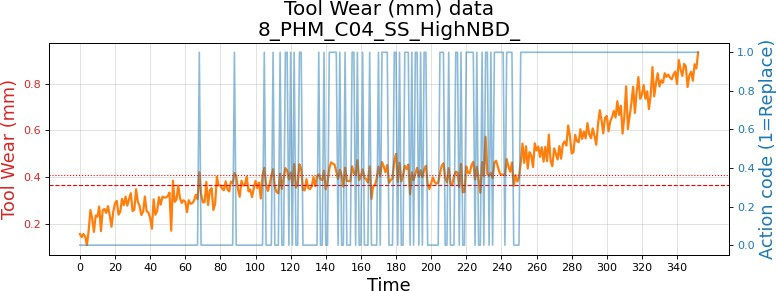 Tool Wear (mm) data
8_PHM_C04_SS_HighNBD_
Tool Wear (mm)
0.8
0.6
0.4
0.2
1.0
0.8
0.6
0.4
0.2
0.0
Action code (1=Replace)
0 20 40 60 80 100 120 140 160 180 200 220 240 260 280 300 320 340
Time